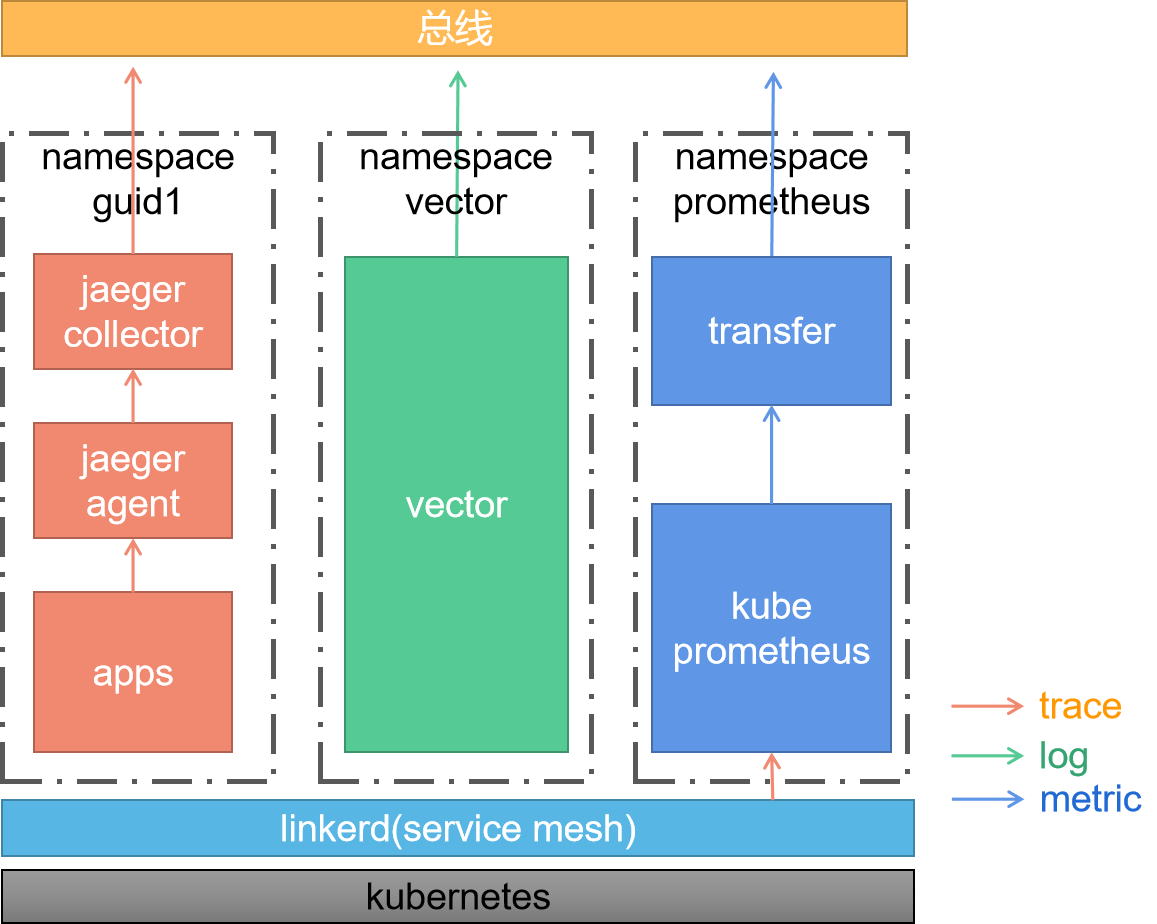 总线
namespace
guid1
namespace
vector
namespace
prometheus
jaeger
collector
jaeger
agent
apps
vector
transfer
kube
prometheus
trace
log
metric
linkerd(service mesh)
kubernetes